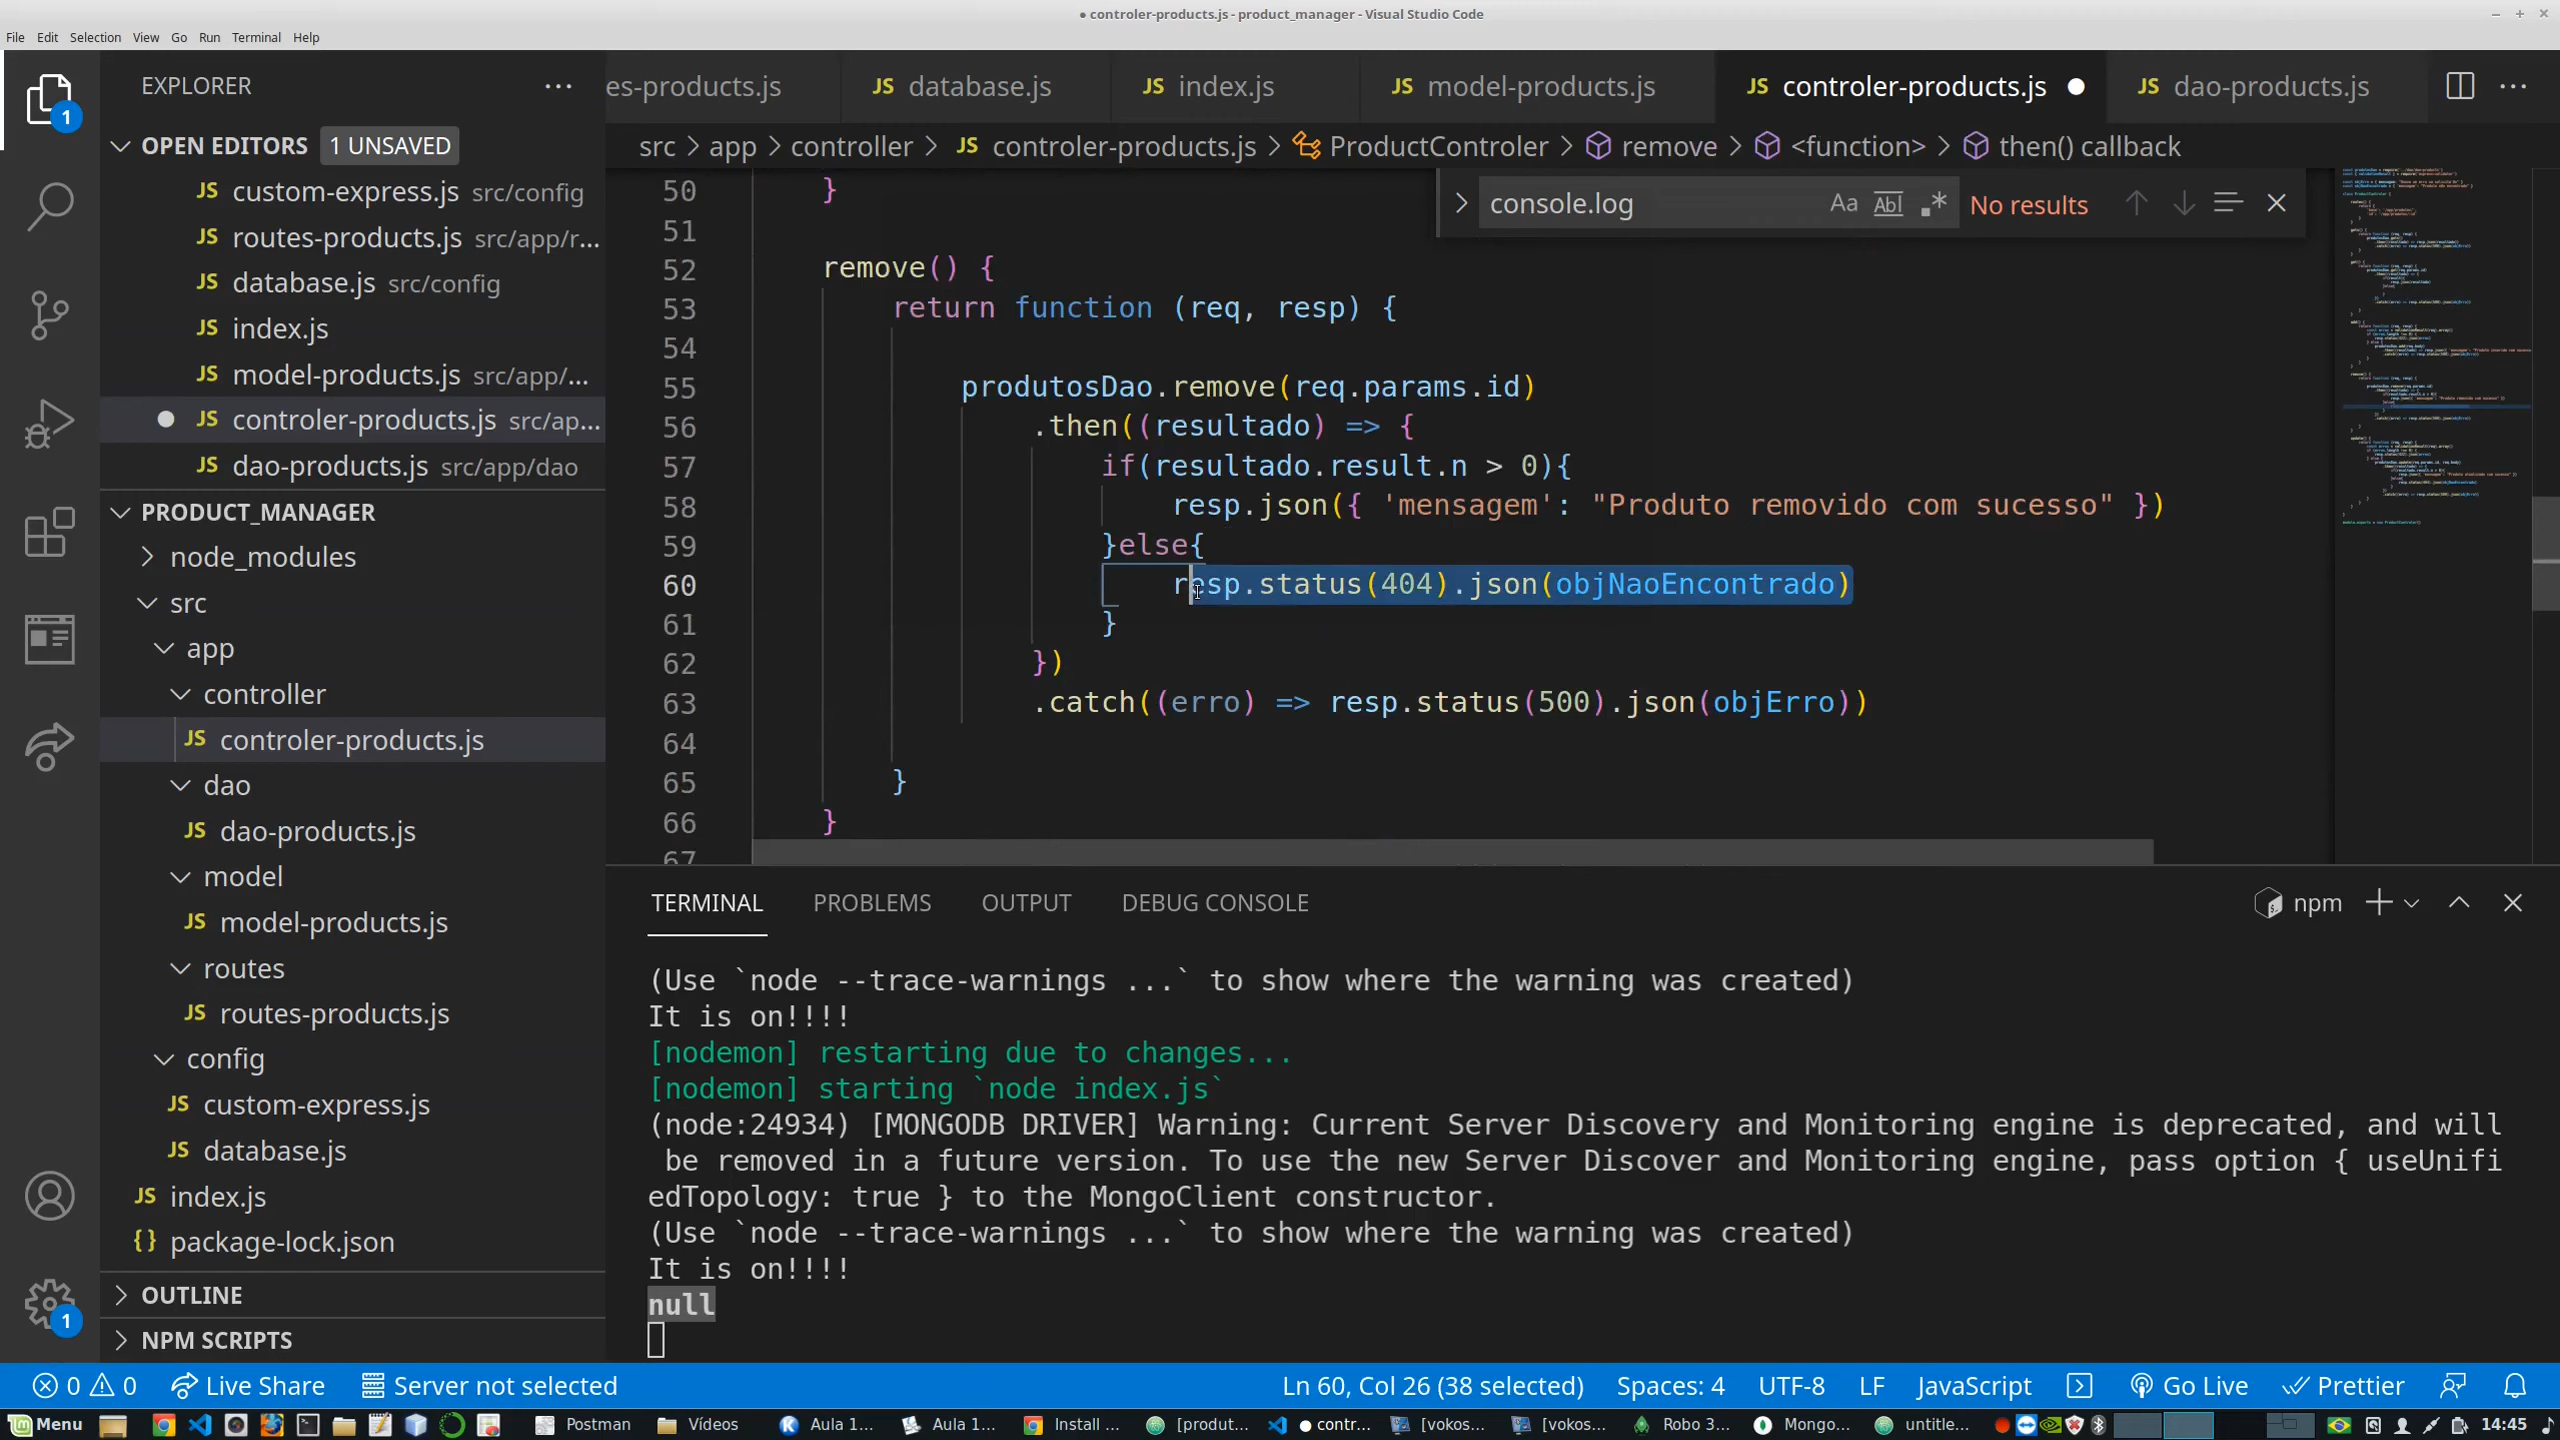 ● controler-products.js - product_manager - Visual Studio Code
File Edit Selection View Go Run Terminal Help
EXPLORER
es-products.js
JS database.js
JS index.js
JS model-products.js
JS controler-products.js
JS dao-products.js
OPEN EDITORS 1 UNSAVED
src > app > controller > JS controler-products.js > ProductControler > remove > <function> > then() callback
JS custom-express.js src/config
JS routes-products.js src/app/r...
JS database.js src/config
JS index.js
JS model-products.js src/app/...
JS controler-products.js src/ap...
JS dao-products.js src/app/dao
PRODUCT_MANAGER
node_modules
src
app
controller
JS controler-products.js
dao
JS dao-products.js
model
JS model-products.js
routes
JS routes-products.js
config
JS custom-express.js
JS database.js
JS index.js
{} package-lock.json
OUTLINE
NPM SCRIPTS
1
1
console.log Aa Abl .* No results
50 }
51
52 remove() {
53 return function (req, resp) {
54
55 produtosDao.remove(req.params.id)
56 .then((resultado) => {
57 if(resultado.result.n > 0){
58 resp.json({ 'mensagem': "Produto removido com sucesso" })
59 }else{
60 resp.status(404).json(objNaoEncontrado)
61 }
62 })
63 .catch((erro) => resp.status(500).json(objErro))
64
65 }
66 }
67
TERMINAL PROBLEMS OUTPUT DEBUG CONSOLE
npm
(Use `node --trace-warnings ...` to show where the warning was created)
It is on!!!!
[nodemon] restarting due to changes...
[nodemon] starting `node index.js`
(node:24934) [MONGODB DRIVER] Warning: Current Server Discovery and Monitoring engine is deprecated, and will
be removed in a future version. To use the new Server Discover and Monitoring engine, pass option { useUnifi
edTopology: true } to the MongoClient constructor.
(Use `node --trace-warnings ...` to show where the warning was created)
It is on!!!!
null
0 0 Live Share Server not selected
Ln 60, Col 26 (38 selected) Spaces: 4 UTF-8 LF JavaScript Go Live Prettier
Menu Postman Vídeos Aula 1... Aula 1... Install ... [produt... ● contr... [vokos... [vokos... Robo 3... Mongo... untitle... 14:45